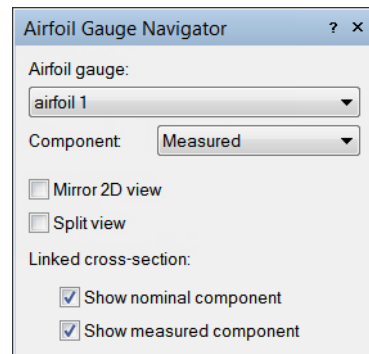 Airfoil Gauge Navigator ? ×
Airfoil gauge:
airfoil 1
Component: Measured
Mirror 2D view
Split view
Linked cross-section:
Show nominal component
Show measured component